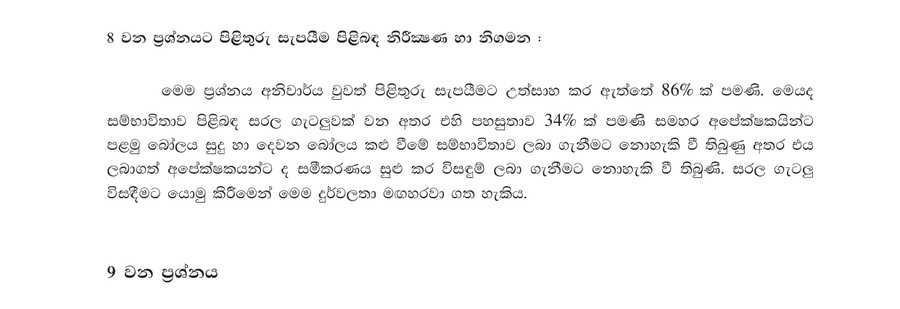 8 වන ප්‍රශ්නයට පිළිතුරු සැපයීම පිළිබඳ නිරීක්‍ෂණ හා නිගමන :
මෙම ප්‍රශ්නය අනිවාර්ය වුවත් පිළිතුරු සැපයීමට උත්සාහ කර ඇත්තේ 86% ක් පමණි. මෙයද
සම්භාවිතාව පිළිබඳ සරල ගැටලුවක් වන අතර එහි පහසුතාව 34% ක් පමණි සමහර අපේක්ෂකයින්ට
පළමු බෝලය සුදු හා දෙවන බෝලය කළු වීමේ සම්භාවිතාව ලබා ගැනීමට නොහැකි වී තිබුණු අතර එය
ලබාගත් අපේක්ෂකයන්ට ද සමීකරණය සුළු කර විසඳුම් ලබා ගැනීමට නොහැකි වී තිබුණි. සරල ගැටලු
විසඳීමට යොමු කිරීමෙන් මෙම දුර්වලතා මඟහරවා ගත හැකිය.
9 වන ප්‍රශ්නය